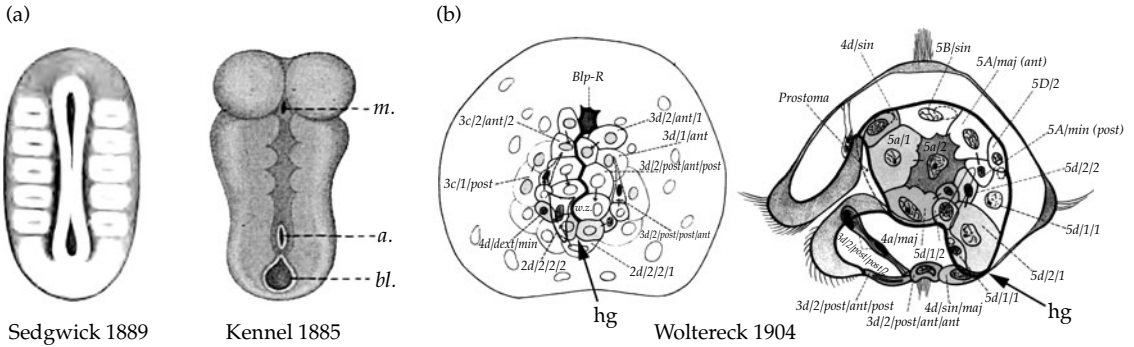 (a)
m.
a.
bl.
Sedgwick 1889
Kennel 1885
(b)
Blp-R
3c/2/ant/2
3d/2/ant/1
3d/1/ant
3d/2/post/ant/post
3c/1/post
w.z.
3d/2/post/post/ant
4d/dext/min
2d/2/2/2
2d/2/2/1
hg
4d/sin
5B/sin
5A/maj (ant)
5D/2
Prostoma
5A/min (post)
5a/1
5a/2
5d/2/2
5d/1/1
4a/maj
3d/2/post/post/2
5d/1/2
5d/2/1
3d/2/post/ant/post
4d/sin/maj
5d/1/1
3d/2/post/ant/ant
hg
Woltereck 1904